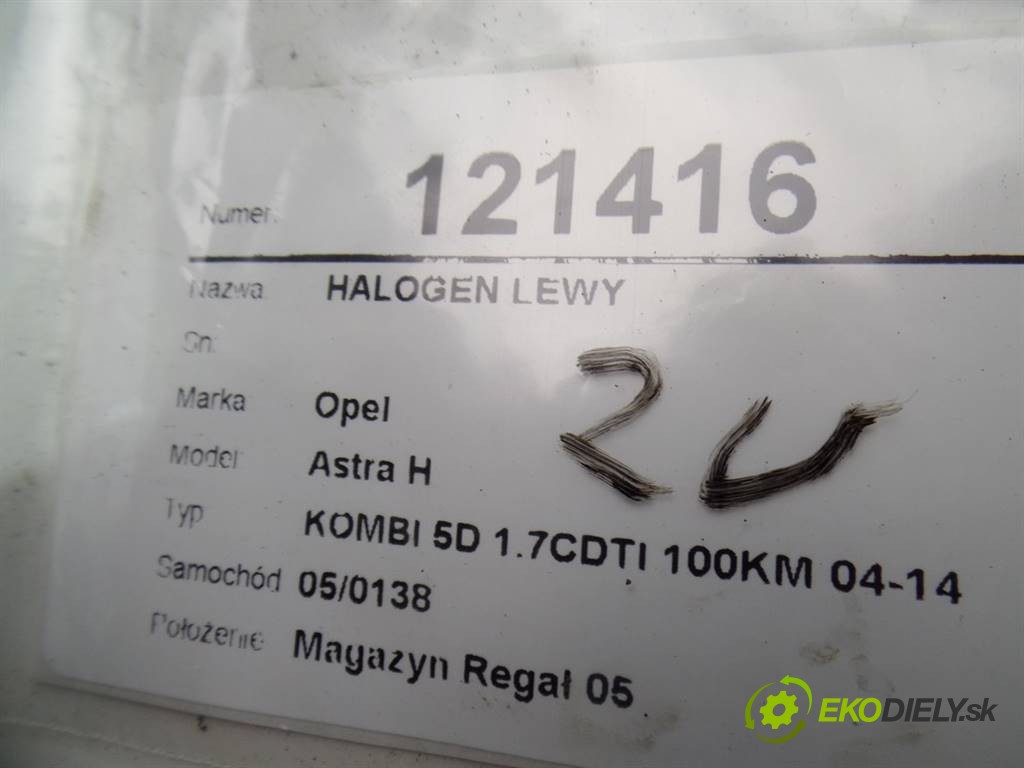 Numer: 121416
Nazwa HALOGEN LEWY
Sn:
Marka Opel
Model: Astra H
Typ KOMBI 5D 1.7CDTI 100KM 04-14
Samochód 05/0138
Położenie Magazyn Regał 05
EKODIELY.sk